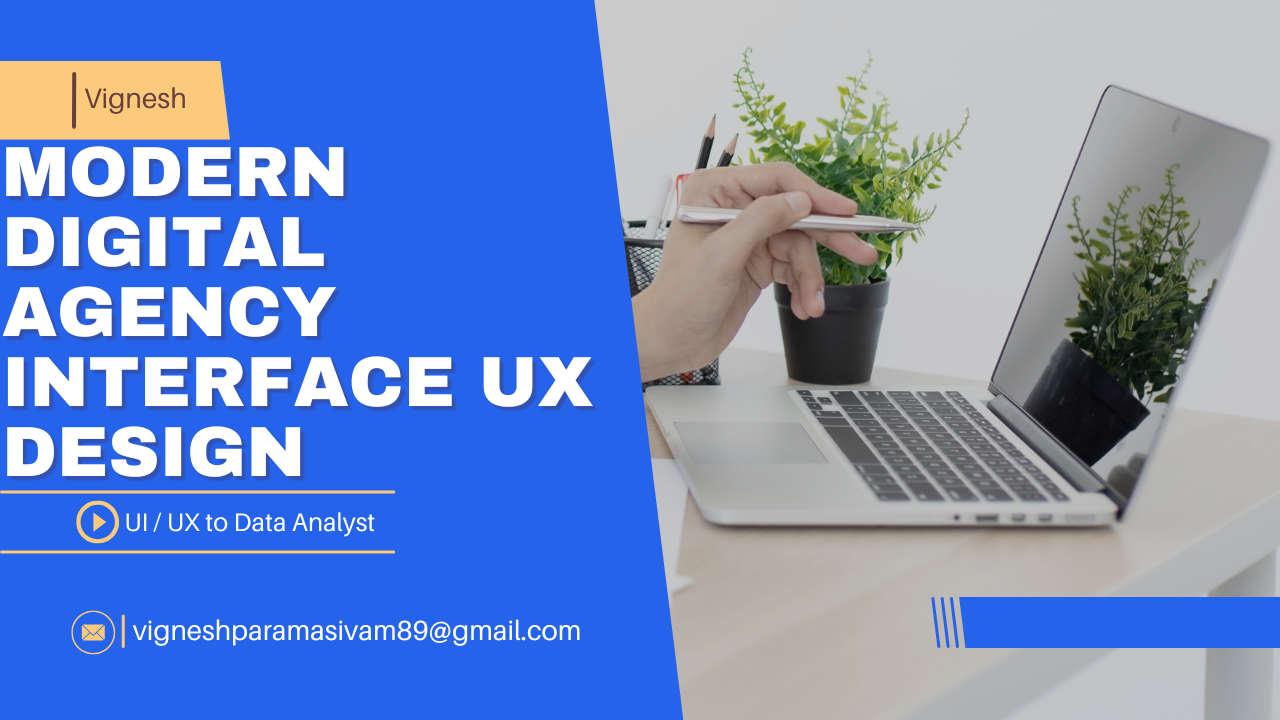 Vignesh
MODERN
DIGITAL
AGENCY
INTERFACE UX
DESIGN
UI / UX to Data Analyst
vigneshparamasivam89@gmail.com